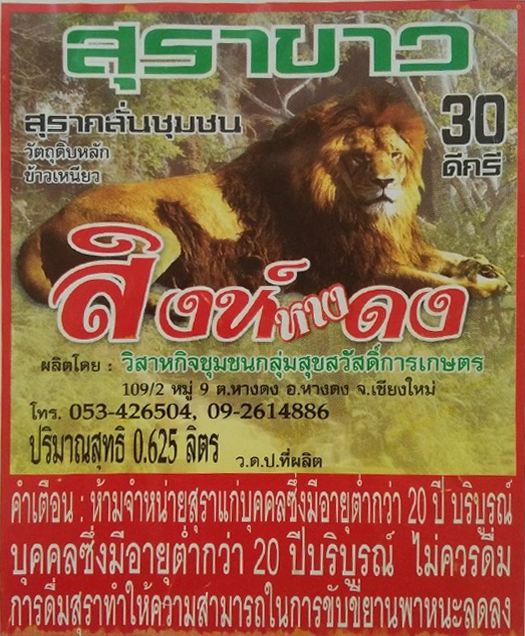 สุราขาว
สุรากลั่นชุมชน
30
วัตถุดิบหลัก
ดีกรี
ข้าวเหนียว
สิงห์หางดง
ผลิตโดย : วิสาหกิจชุมชนกลุ่มสุขสวัสดิ์การเกษตร
109/2 หมู่ 9 ต.หางดง อ.หางดง จ.เชียงใหม่
โทร. 053-426504, 09-2614886
ปริมาณสุทธิ 0.625 ลิตร
ว.ด.ป.ที่ผลิต
คำเตือน : ห้ามจำหน่ายสุราแก่บุคคลซึ่งมีอายุต่ำกว่า 20 ปี บริบูรณ์
บุคคลซึ่งมีอายุต่ำกว่า 20 ปีบริบูรณ์ ไม่ควรดื่ม
การดื่มสุราทำให้ความสามารถในการขับขี่ยานพาหนะลดลง